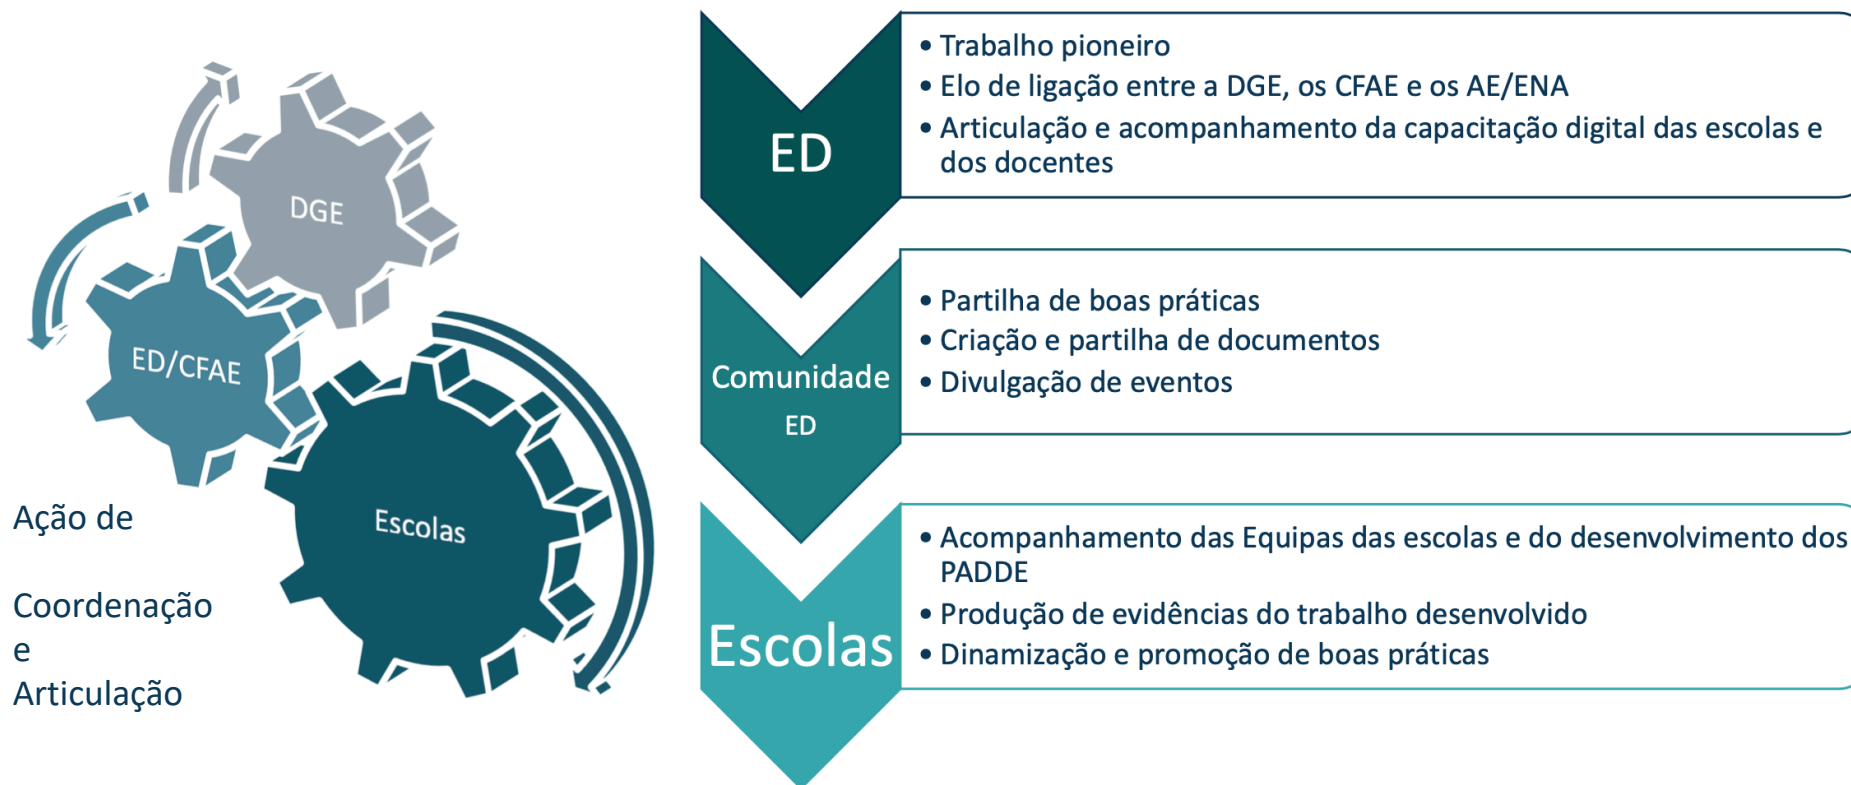 DGE
ED/CFAE
Escolas
Ação de
Coordenação
e
Articulação
ED
• Trabalho pioneiro
• Elo de ligação entre a DGE, os CFAE e os AE/ENA
• Articulação e acompanhamento da capacitação digital das escolas e
dos docentes
Comunidade
ED
• Partilha de boas práticas
• Criação e partilha de documentos
• Divulgação de eventos
Escolas
• Acompanhamento das Equipas das escolas e do desenvolvimento dos
PADDE
• Produção de evidências do trabalho desenvolvido
• Dinamização e promoção de boas práticas